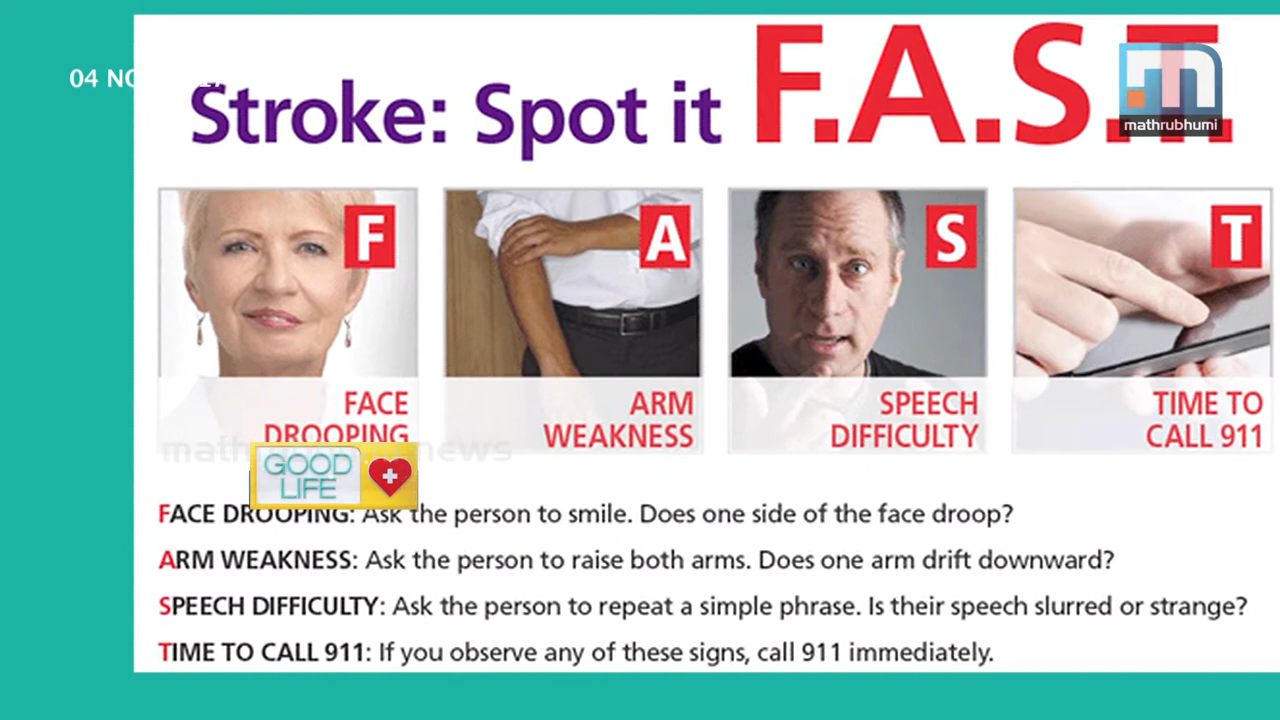 04 NO
Stroke: Spot it F.A.S.T.
mathrubhumi
F
A
S
T
FACE
DROOPING
ARM
WEAKNESS
SPEECH
DIFFICULTY
TIME TO
CALL 911
news
GOOD
LIFE
FACE DROOPING: Ask the person to smile. Does one side of the face droop?
ARM WEAKNESS: Ask the person to raise both arms. Does one arm drift downward?
SPEECH DIFFICULTY: Ask the person to repeat a simple phrase. Is their speech slurred or strange?
TIME TO CALL 911: If you observe any of these signs, call 911 immediately.